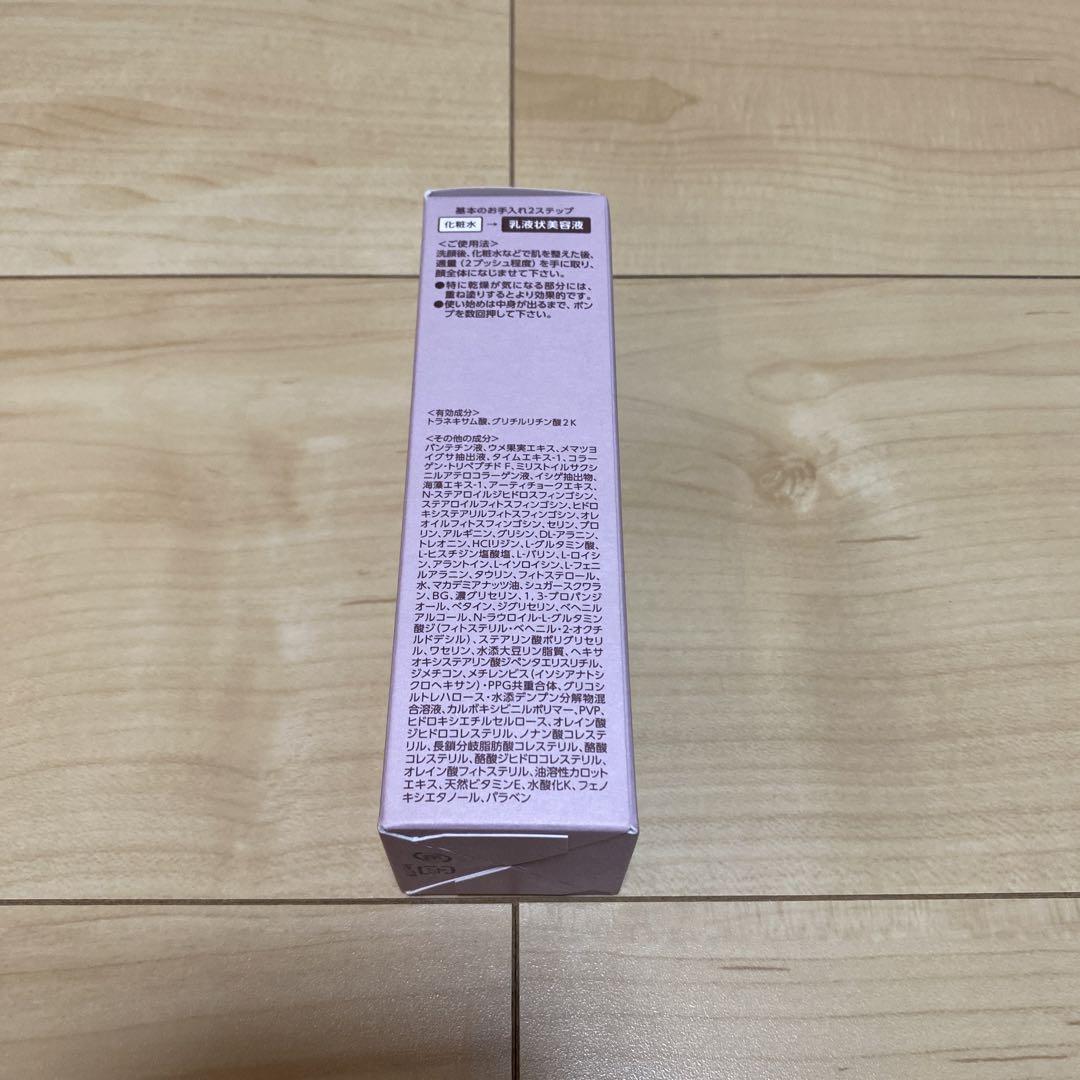 基本のお手入れ2ステップ
化粧水 → 乳液状美容液
<ご使用法>
洗顔後、化粧水などで肌を整えた後、
適量(2プッシュ程度)を手に取り、
顔全体になじませて下さい。
●特に乾燥が気になる部分には、
重ね塗りするとより効果的です。
●使い始めは中身が出るまで、ポン
プを数回押して下さい。
<有効成分>
トラネキサム酸、グリチルリチン酸2K
<その他の成分>
パンテチン液、ウメ果実エキス、メマツヨ
イグサ抽出液、タイムエキス-1、コラー
ゲン・トリペプチド F、ミリストイルサクシ
ニルアテロコラーゲン液、イシゲ抽出物、
海藻エキス-1、アーティチョークエキス、
N-ステアロイルジヒドロスフィンゴシン、
ステアロイルフィトスフィンゴシン、ヒドロ
キシステアリルフィトスフィンゴシン、オレ
オイルフィトスフィンゴシン、セリン、プロ
リン、アルギニン、グリシン、DL-アラニン、
トレオニン、HClリジン、L-グルタミン酸、
L-ヒスチジン塩酸塩、L-バリン、L-ロイシ
ン、アラントイン、L-イソロイシン、L-フェニ
ルアラニン、タウリン、フィトステロール、
水、マカデミアナッツ油、シュガースクワラ
ン、BG、濃グリセリン、1,3-プロパンジ
オール、ベタイン、ジグリセリン、ベヘニル
アルコール、N-ラウロイル-L-グルタミン
酸ジ(フィトステリル・ベヘニル・2-オクチ
ルドデシル)、ステアリン酸ポリグリセリ
ル、ワセリン、水添大豆リン脂質、ヘキサ
オキシステアリン酸ジペンタエリスリチル、
ジメチコン、メチレンビス(イソシアナトシ
クロヘキサン)・PPG共重合体、グリコシ
ルトレハロース・水添デンプン分解物混
合溶液、カルボキシビニルポリマー、PVP、
ヒドロキシエチルセルロース、オレイン酸
ジヒドロコレステリル、ノナン酸コレステ
リル、長鎖分岐脂肪酸コレステリル、酪酸
コレステリル、酪酸ジヒドロコレステリル、
オレイン酸フィトステリル、油溶性カロット
エキス、天然ビタミンE、水酸化K、フェノ
キシエタノール、パラベン